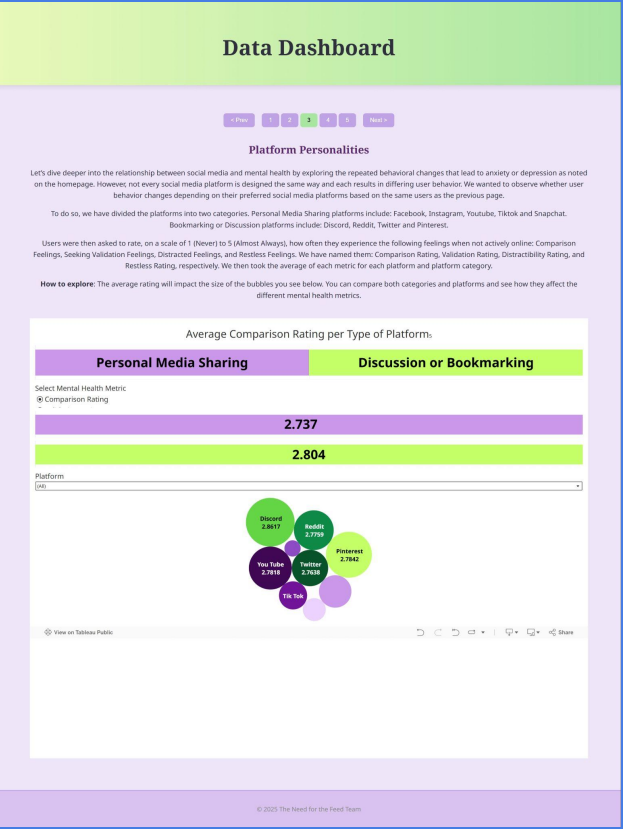 Data Dashboard
< Prev 1 2 3 4 5 Next >
Platform Personalities
Let's dive deeper into the relationship between social media and mental health by exploring the repeated behavioral changes that lead to anxiety or depression as noted
on the homepage. However, not every social media platform is designed the same way and each results in differing user behavior. We wanted to observe whether user
behavior changes depending on their preferred social media platforms based on the same users as the previous page.
To do so, we have divided the platforms into two categories. Personal Media Sharing platforms include: Facebook, Instagram, Youtube, Tiktok and Snapchat.
Bookmarking or Discussion platforms include: Discord, Reddit, Twitter and Pinterest.
Users were then asked to rate, on a scale of 1 (Never) to 5 (Almost Always), how often they experience the following feelings when not actively online: Comparison
Feelings, Seeking Validation Feelings, Distracted Feelings, and Restless Feelings. We have named them: Comparison Rating, Validation Rating, Distractibility Rating, and
Restless Rating, respectively. We then took the average of each metric for each platform and platform category.
How to explore: The average rating will impact the size of the bubbles you see below. You can compare both categories and platforms and see how they affect the
different mental health metrics.
Average Comparison Rating per Type of Platforms
Personal Media Sharing
Discussion or Bookmarking
Select Mental Health Metric
Comparison Rating
2.737
2.804
Platform
(All)
Discord
2.8617
Reddit
2.7759
Pinterest
2.7842
You Tube
2.7818
Twitter
2.7638
Tik Tok
View on Tableau Public
Share
© 2025 The Need for the Feed Team